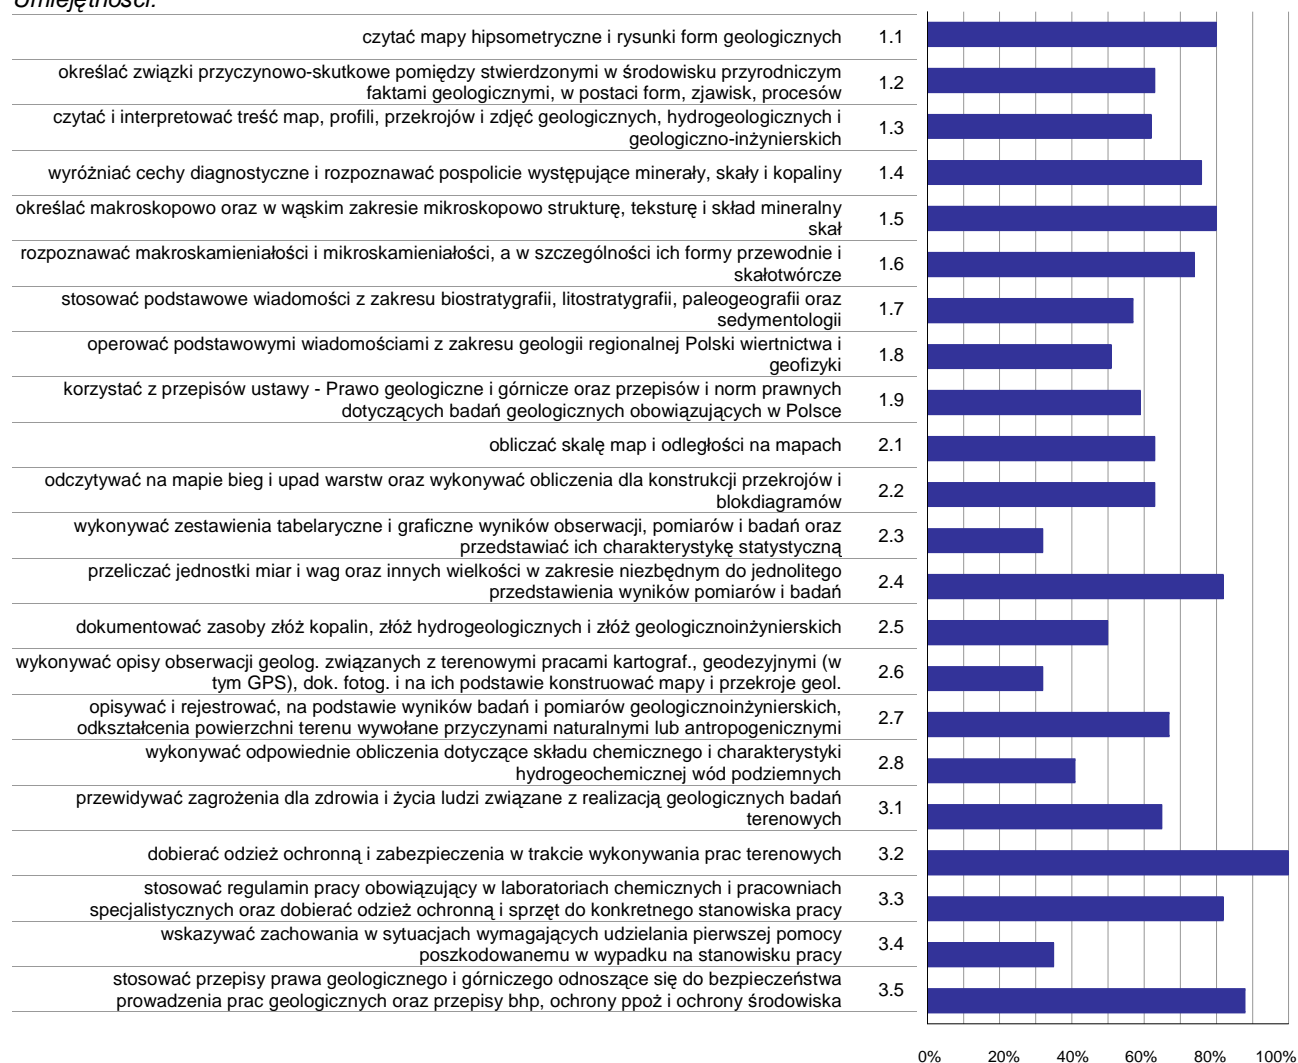 Umiejętności:
czytać mapy hipsometryczne i rysunki form geologicznych 1.1
określać związki przyczynowo-skutkowe pomiędzy stwierdzonymi w środowisku przyrodniczym
faktami geologicznymi, w postaci form, zjawisk, procesów 1.2
czytać i interpretować treść map, profili, przekrojów i zdjęć geologicznych, hydrogeologicznych i
geologiczno-inżynierskich 1.3
wyróżniać cechy diagnostyczne i rozpoznawać pospolicie występujące minerały, skały i kopaliny 1.4
określać makroskopowo oraz w wąskim zakresie mikroskopowo strukturę, teksturę i skład mineralny
skał 1.5
rozpoznawać makroskamieniałości i mikroskamieniałości, a w szczególności ich formy przewodnie i
skałotwórcze 1.6
stosować podstawowe wiadomości z zakresu biostratygrafii, litostratygrafii, paleogeografii oraz
sedymentologii 1.7
operować podstawowymi wiadomościami z zakresu geologii regionalnej Polski wiertnictwa i
geofizyki 1.8
korzystać z przepisów ustawy - Prawo geologiczne i górnicze oraz przepisów i norm prawnych
dotyczących badań geologicznych obowiązujących w Polsce 1.9
obliczać skalę map i odległości na mapach 2.1
odczytywać na mapie bieg i upad warstw oraz wykonywać obliczenia dla konstrukcji przekrojów i
blokdiagramów 2.2
wykonywać zestawienia tabelaryczne i graficzne wyników obserwacji, pomiarów i badań oraz
przedstawiać ich charakterystykę statystyczną 2.3
przeliczać jednostki miar i wag oraz innych wielkości w zakresie niezbędnym do jednolitego
przedstawienia wyników pomiarów i badań 2.4
dokumentować zasoby złóż kopalin, złóż hydrogeologicznych i złóż geologicznoinżynierskich 2.5
wykonywać opisy obserwacji geolog. związanych z terenowymi pracami kartograf., geodezyjnymi (w
tym GPS), dok. fotog. i na ich podstawie konstruować mapy i przekroje geol. 2.6
opisywać i rejestrować, na podstawie wyników badań i pomiarów geologicznoinżynierskich,
odkształcenia powierzchni terenu wywołane przyczynami naturalnymi lub antropogenicznymi 2.7
wykonywać odpowiednie obliczenia dotyczące składu chemicznego i charakterystyki
hydrogeochemicznej wód podziemnych 2.8
przewidywać zagrożenia dla zdrowia i życia ludzi związane z realizacją geologicznych badań
terenowych 3.1
dobierać odzież ochronną i zabezpieczenia w trakcie wykonywania prac terenowych 3.2
stosować regulamin pracy obowiązujący w laboratoriach chemicznych i pracowniach
specjalistycznych oraz dobierać odzież ochronną i sprzęt do konkretnego stanowiska pracy 3.3
wskazywać zachowania w sytuacjach wymagających udzielania pierwszej pomocy
poszkodowanemu w wypadku na stanowisku pracy 3.4
stosować przepisy prawa geologicznego i górniczego odnoszące się do bezpieczeństwa
prowadzenia prac geologicznych oraz przepisy bhp, ochrony ppoż i ochrony środowiska 3.5
0% 20% 40% 60% 80% 100%